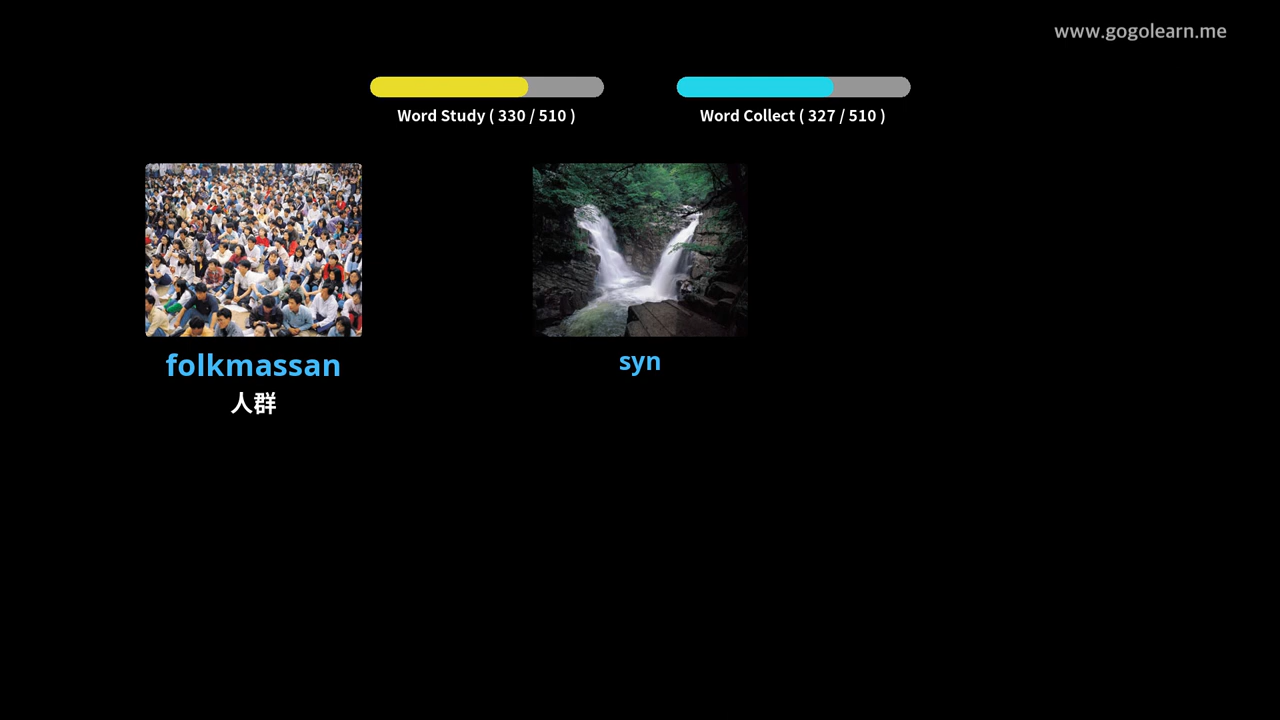 www.gogolearn.me
Word Study ( 330 / 510 )
Word Collect ( 327 / 510 )
folkmassan
人群
syn